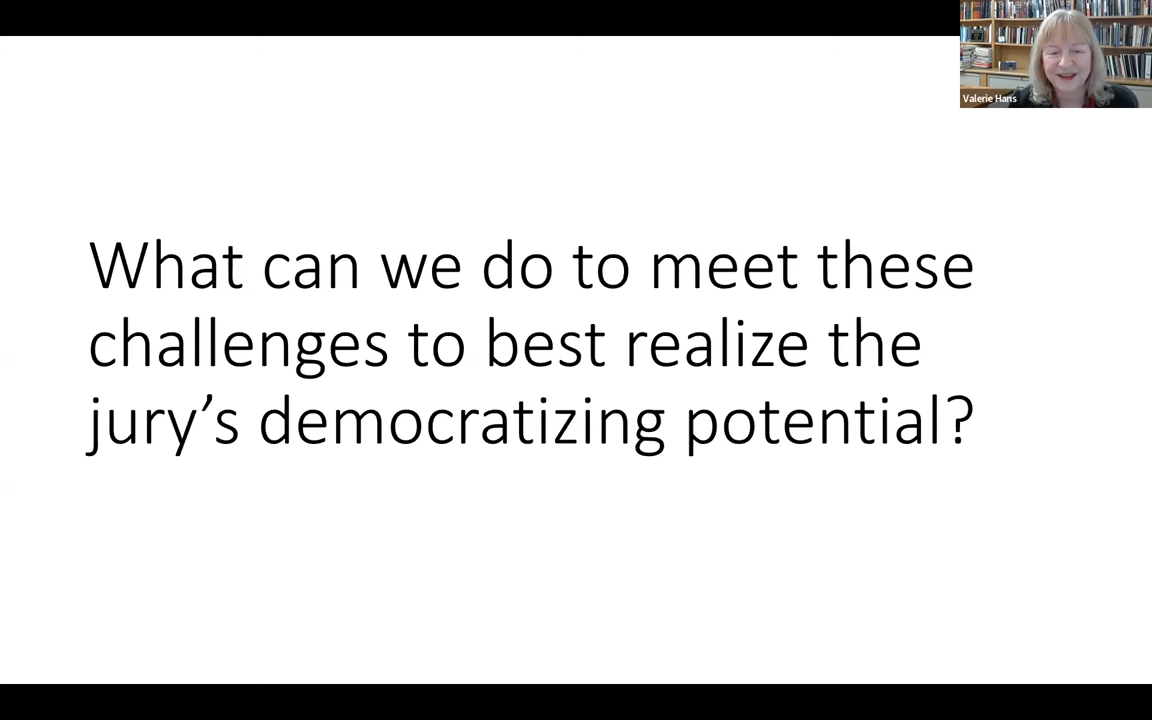 Valerie Hans
What can we do to meet these
challenges to best realize the
jury’s democratizing potential?